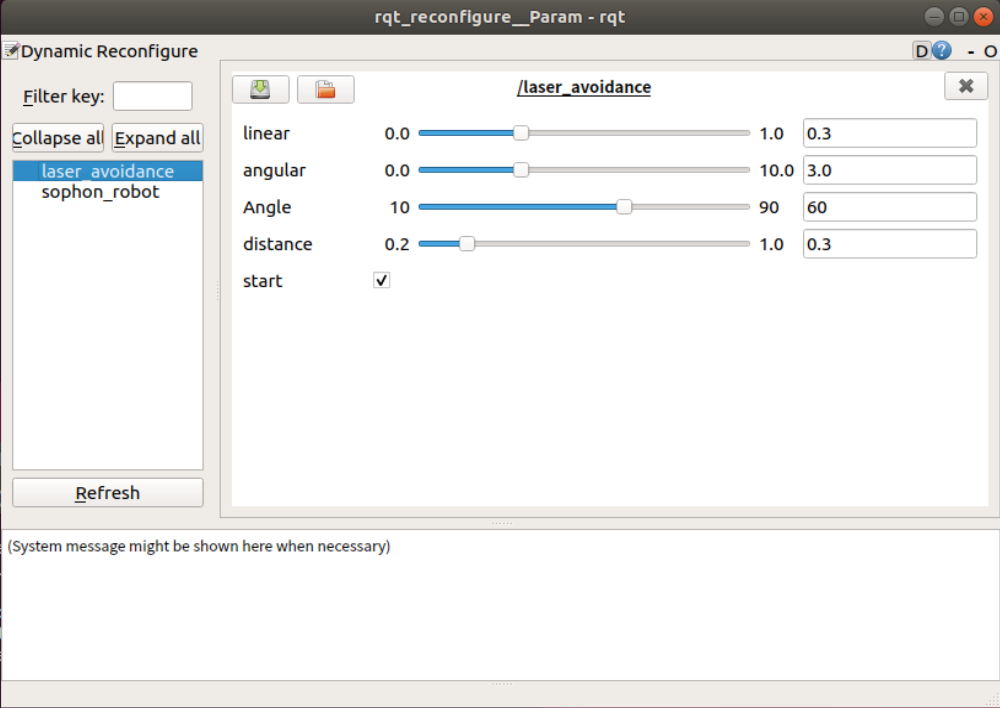 rqt_reconfigure__Param - rqt
Dynamic Reconfigure
D ? - O
Filter key:
Collapse all Expand all
laser_avoidance
sophon_robot
Refresh
/laser_avoidance
linear 0.0 1.0 0.3
angular 0.0 10.0 3.0
Angle 10 90 60
distance 0.2 1.0 0.3
start
(System message might be shown here when necessary)